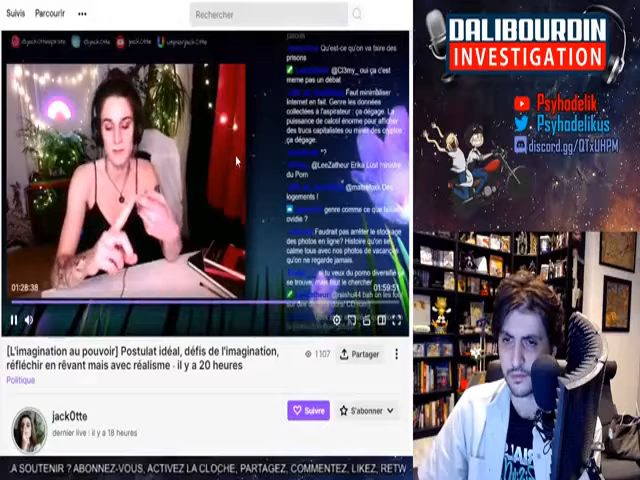 Suivis Parcourir
Rechercher
jack0tte
Qu'est-ce qu'on va faire des
prisons
@Cl3my_ oui ça c'est
meme pas un débat
Faut minimiser
Internet en fait. Genre les données
collectées à l'aspirateur : ça dégage. La
puissance de calcul énorme pour afficher
des trucs capitalistes ou miner des cryptos
ça dégage.
*?
@LeeZatheur Erika Lust ministre
du Porn
Des
logements !
genre comme ce que faisait
ovidie ?
Faudrait pas arrêter le stockage
des photos en ligne? Histoire qu'on se
calme tous avec nos photos de vacances
qu'on ne regarde jamais.
tu veux du porno diversifié ça
se trouve, mais faut le chercher
01:28:38
01:59:51
[L'imagination au pouvoir] Postulat idéal, défis de l'imagination,
réfléchir en rêvant mais avec réalisme · il y a 20 heures
1107
Partager
Politique
jack0tte
dernier live : il y a 18 heures
Suivre
S'abonner
A SOUTENIR ? ABONNEZ-VOUS, ACTIVEZ LA CLOCHE, PARTAGEZ, COMMENTEZ, LIKEZ, RETW
DALIBOURDIN
INVESTIGATION
Psyhodelik
Psyhodelikus
discord.gg/QTxUHPM